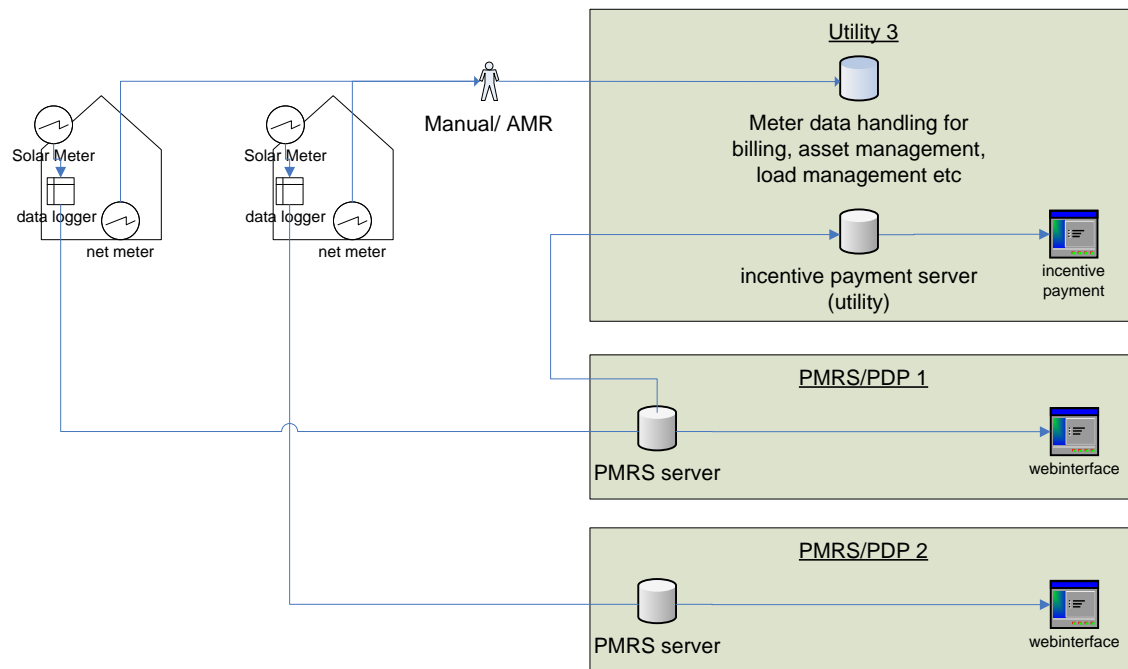 Utility 3
Manual/ AMR
Meter data handling for
billing, asset management,
load management etc
Solar Meter
data logger
net meter
Solar Meter
data logger
net meter
incentive payment server
(utility)
incentive
payment
PMRS/PDP 1
PMRS server
webinterface
PMRS/PDP 2
PMRS server
webinterface